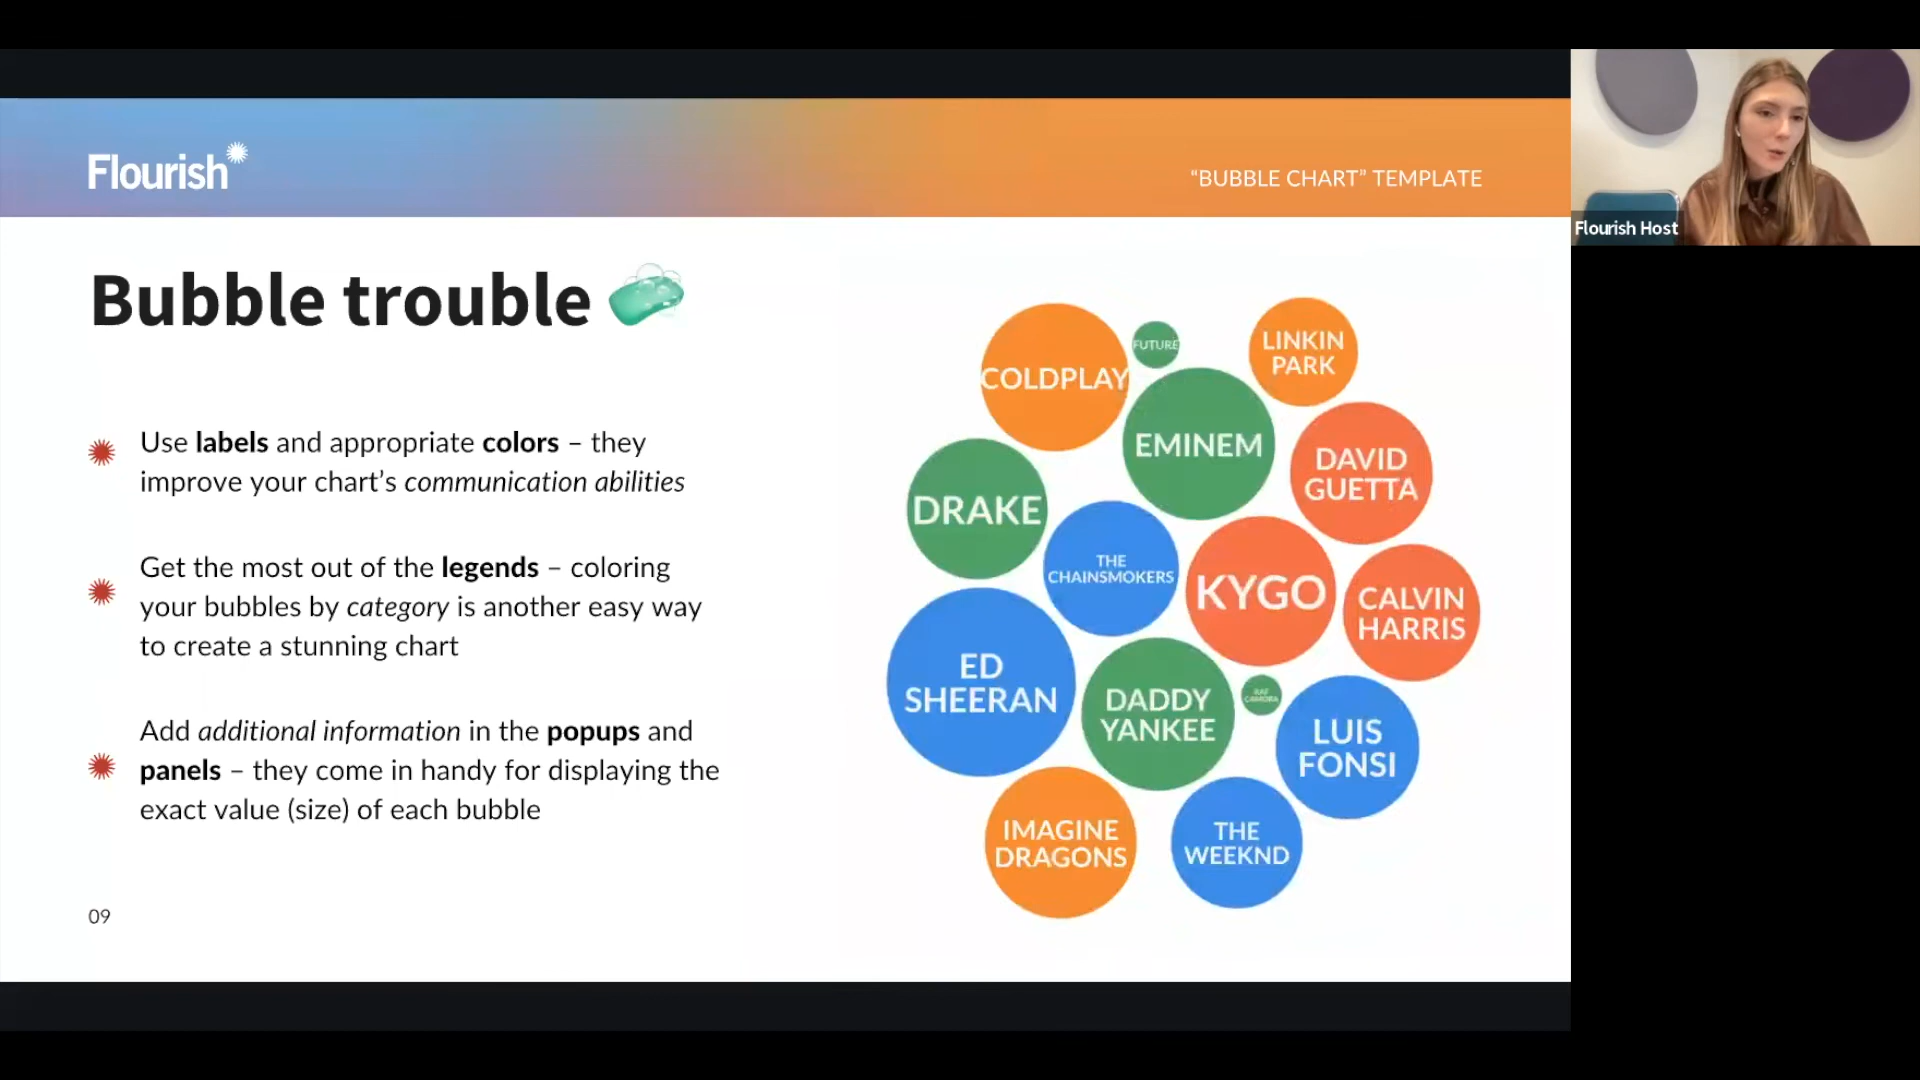 Flourish
“BUBBLE CHART” TEMPLATE
Flourish Host
Bubble trouble
Use labels and appropriate colors – they
improve your chart’s communication abilities
Get the most out of the legends – coloring
your bubbles by category is another easy way
to create a stunning chart
Add additional information in the popups and
panels – they come in handy for displaying the
exact value (size) of each bubble
09
COLDPLAY
FUTURE
LINKIN
PARK
EMINEM
DAVID
GUETTA
DRAKE
THE
CHAINSMOKERS
KYGO
CALVIN
HARRIS
ED
SHEERAN
DADDY
YANKEE
RAF
CAMORA
LUIS
FONSI
IMAGINE
DRAGONS
THE
WEEKND